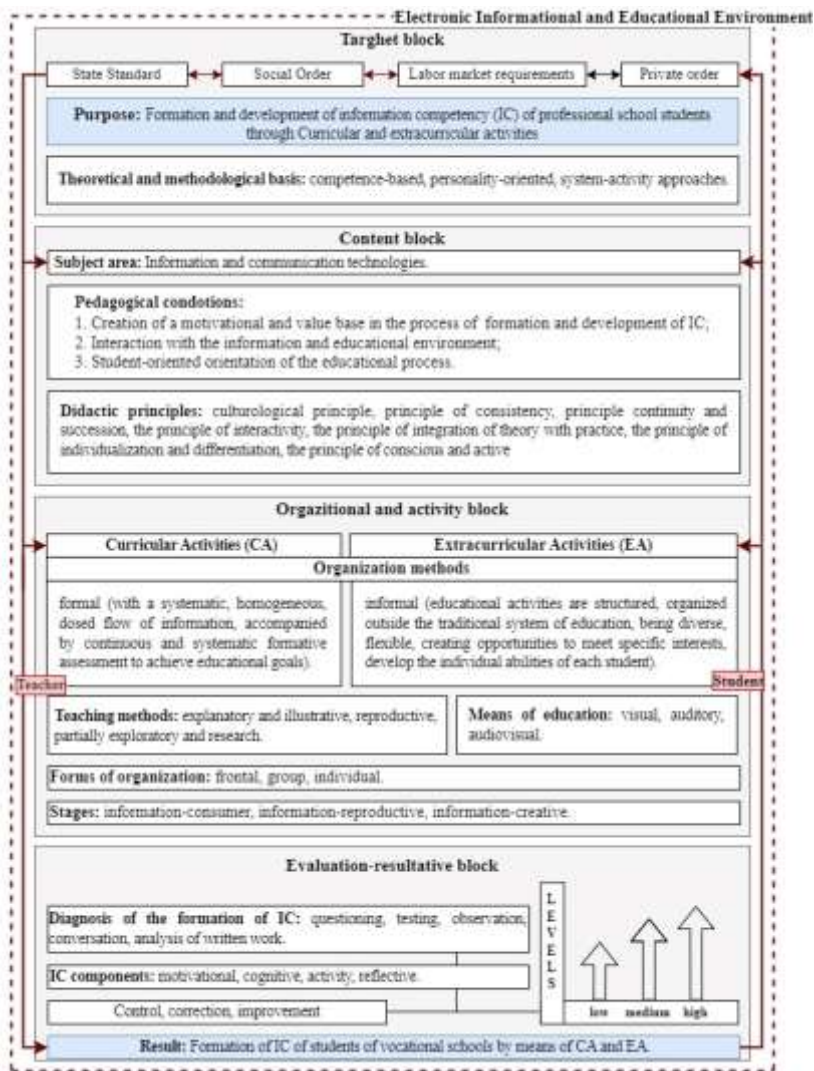 Electronic Informational and Educational Environment
Targhet block
State Standard
Social Order
Labor market requirements
Private order
Purpose: Formation and development of information competency (IC) of professional school students
through Curricular and extracurricular activities
Theoretical and methodological basis: competence-based, personality-oriented, system-activity approaches.
Content block
Subject area: Information and communication technologies.
Pedagogical condotions:
1. Creation of a motivational and value base in the process of formation and development of IC;
2. Interaction with the information and educational environment;
3. Student-oriented orientation of the educational process.
Didactic principles: culturological principle, principle of consistency, principle continuity and
succession, the principle of interactivity, the principle of integration of theory with practice, the principle of
individualization and differentiation, the principle of conscious and active
Orgazitional and activity block
Curricular Activities (CA)
Extracurricular Activities (EA)
Organization methods
formal (with a systematic, homogeneous,
dosed flow of information, accompanied
by continuous and systematic formative
assessment to achieve educational goals).
informal (educational activities are structured, organized
outside the traditional system of education, being diverse,
flexible, creating opportunities to meet specific interests,
develop the individual abilities of each student).
Teacher
Student
Teaching methods: explanatory and illustrative, reproductive,
partially exploratory and research.
Means of education: visual, auditory,
audiovisual.
Forms of organization: frontal, group, individual.
Stages: information-consumer, information-reproductive, information-creative.
Evaluation-resultative block
Diagnosis of the formation of IC: questioning, testing, observation,
conversation, analysis of written work.
IC components: motivational, cognitive, activity, reflective.
Control, correction, improvement
LEVELS
low
medium
high
Result: Formation of IC of students of vocational schools by means of CA and EA